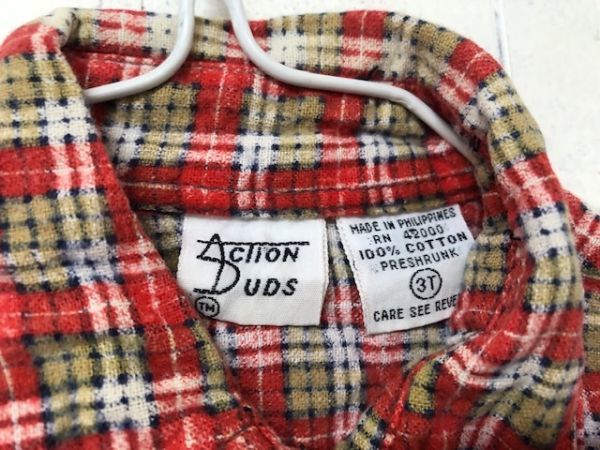 ACTION
DUDS
TM
MADE IN PHILIPPINES
RN 42000
100% COTTON
PRESHRUNK
3T
CARE SEE REVE